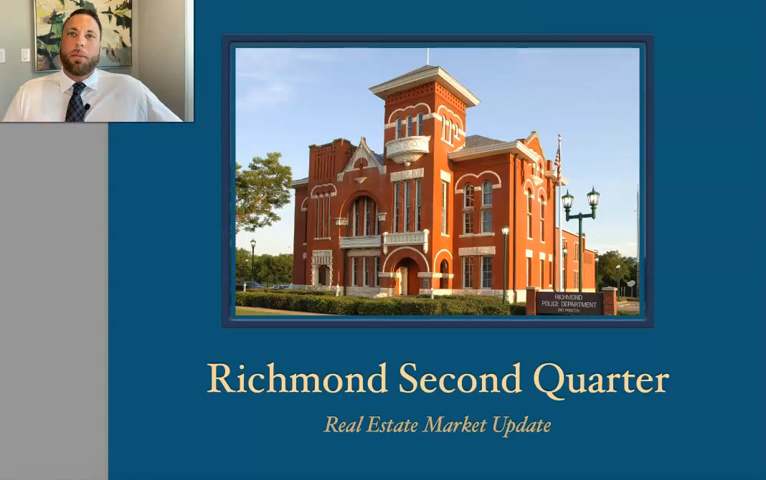 RICHMOND
POLICE DEPARTMENT
Richmond Second Quarter
Real Estate Market Update